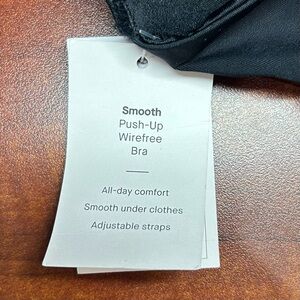 Smooth
Push-Up
Wirefree
Bra
All-day comfort
Smooth under clothes
Adjustable straps